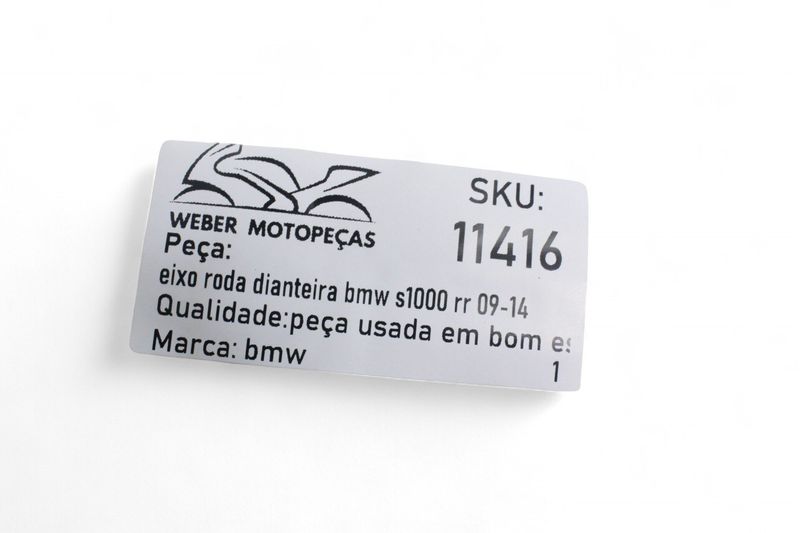 WEBER MOTOPEÇAS
SKU:
11416
Peça:
eixo roda dianteira bmw s1000 rr 09-14
Qualidade:peça usada em bom es
Marca: bmw
1